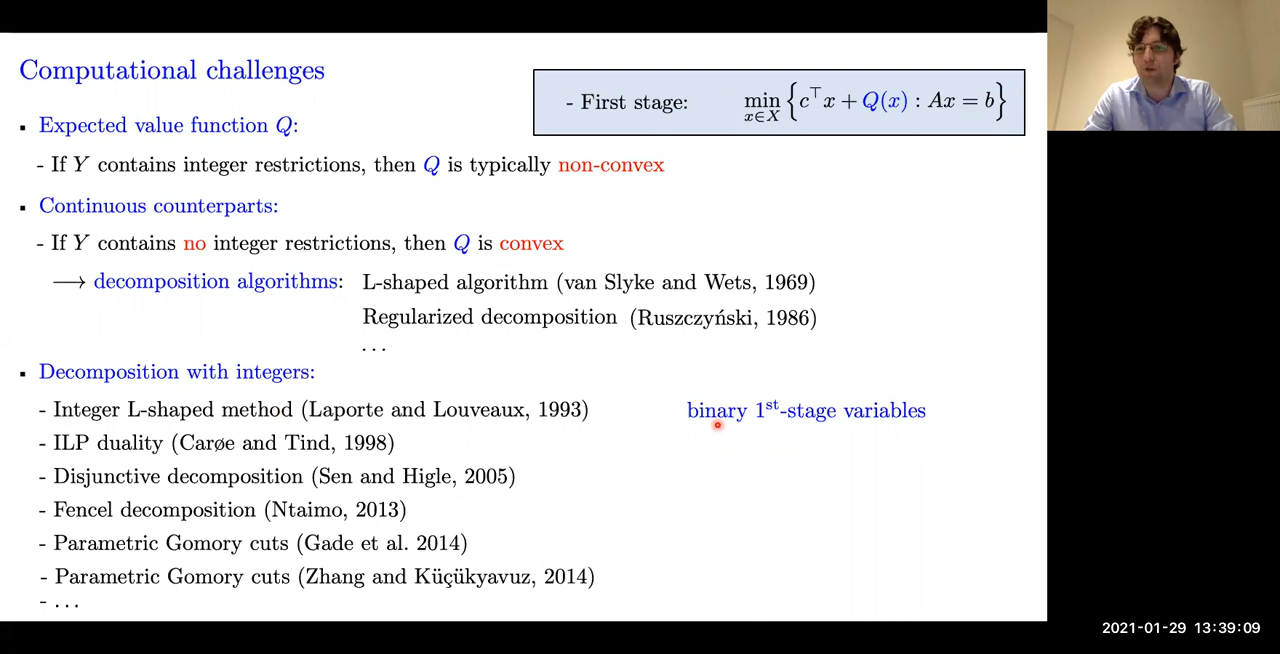 Computational challenges
- First stage: min x∈X {c⊤x + Q(x) : Ax = b}
▪ Expected value function Q:
- If Y contains integer restrictions, then Q is typically non-convex
▪ Continuous counterparts:
- If Y contains no integer restrictions, then Q is convex
⟶ decomposition algorithms: L-shaped algorithm (van Slyke and Wets, 1969)
Regularized decomposition (Ruszczyński, 1986)
...
▪ Decomposition with integers:
- Integer L-shaped method (Laporte and Louveaux, 1993) binary 1st-stage variables
- ILP duality (Carøe and Tind, 1998)
- Disjunctive decomposition (Sen and Higle, 2005)
- Fencel decomposition (Ntaimo, 2013)
- Parametric Gomory cuts (Gade et al. 2014)
- Parametric Gomory cuts (Zhang and Küçükyavuz, 2014)
- ...
2021-01-29 13:39:09